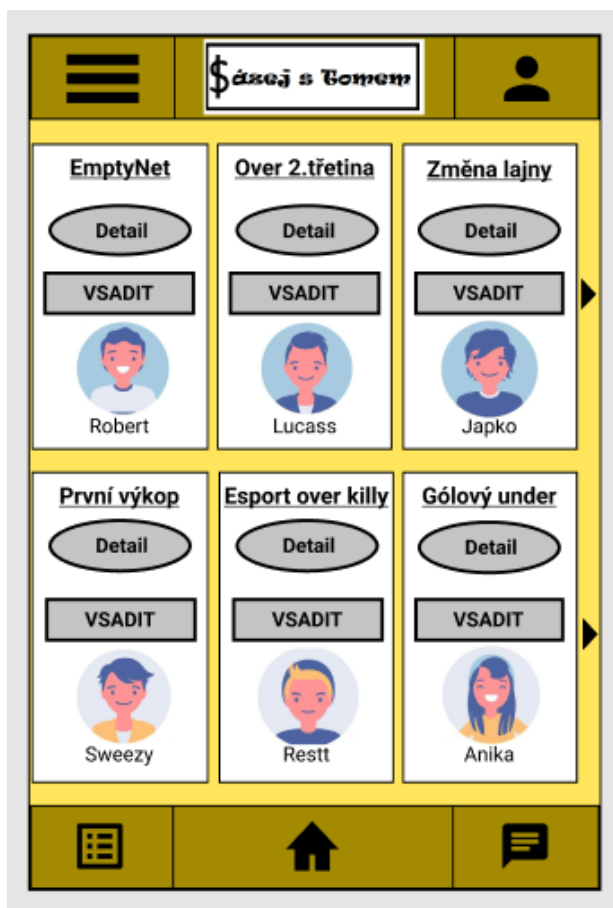 $ázej s Tomem
EmptyNet
Over 2.třetina
Změna lajny
Detail
Detail
Detail
VSADIT
VSADIT
VSADIT
Robert
Lucass
Japko
První výkop
Esport over killy
Gólový under
Detail
Detail
Detail
VSADIT
VSADIT
VSADIT
Sweezy
Restt
Anika